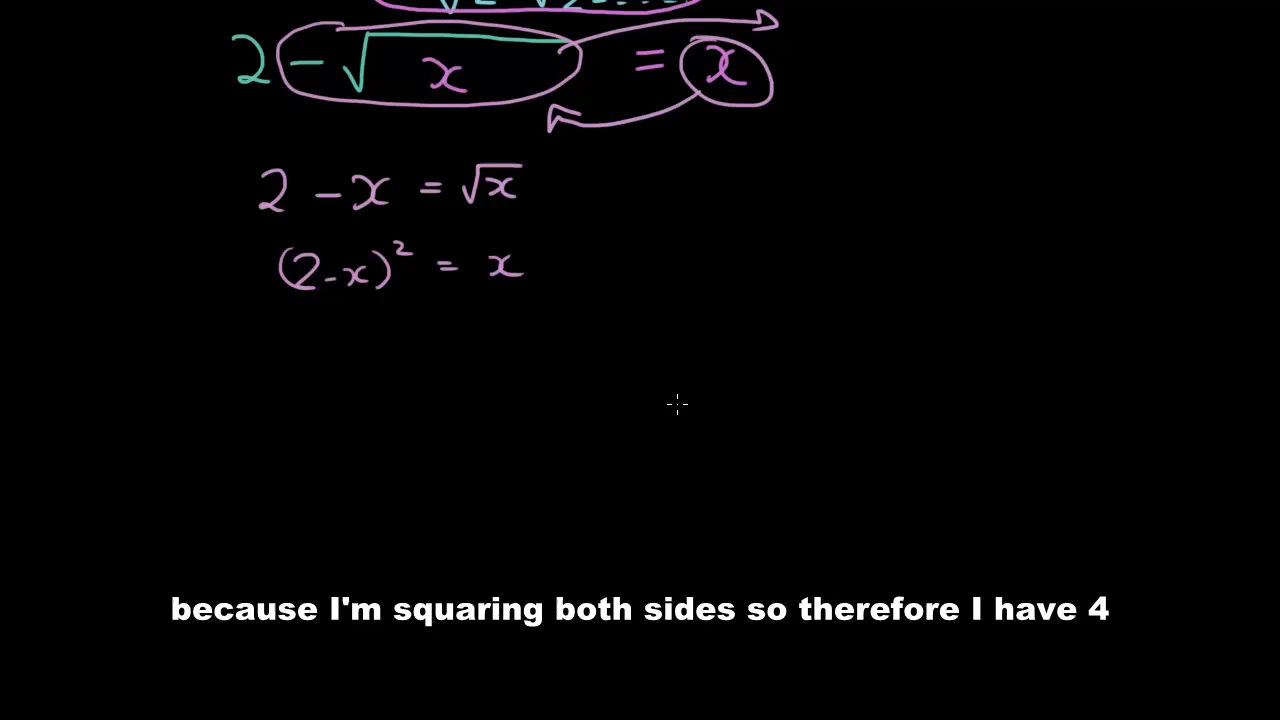 2 - √x = x
2 - x = √x
(2-x)² = x
because I'm squaring both sides so therefore I have 4